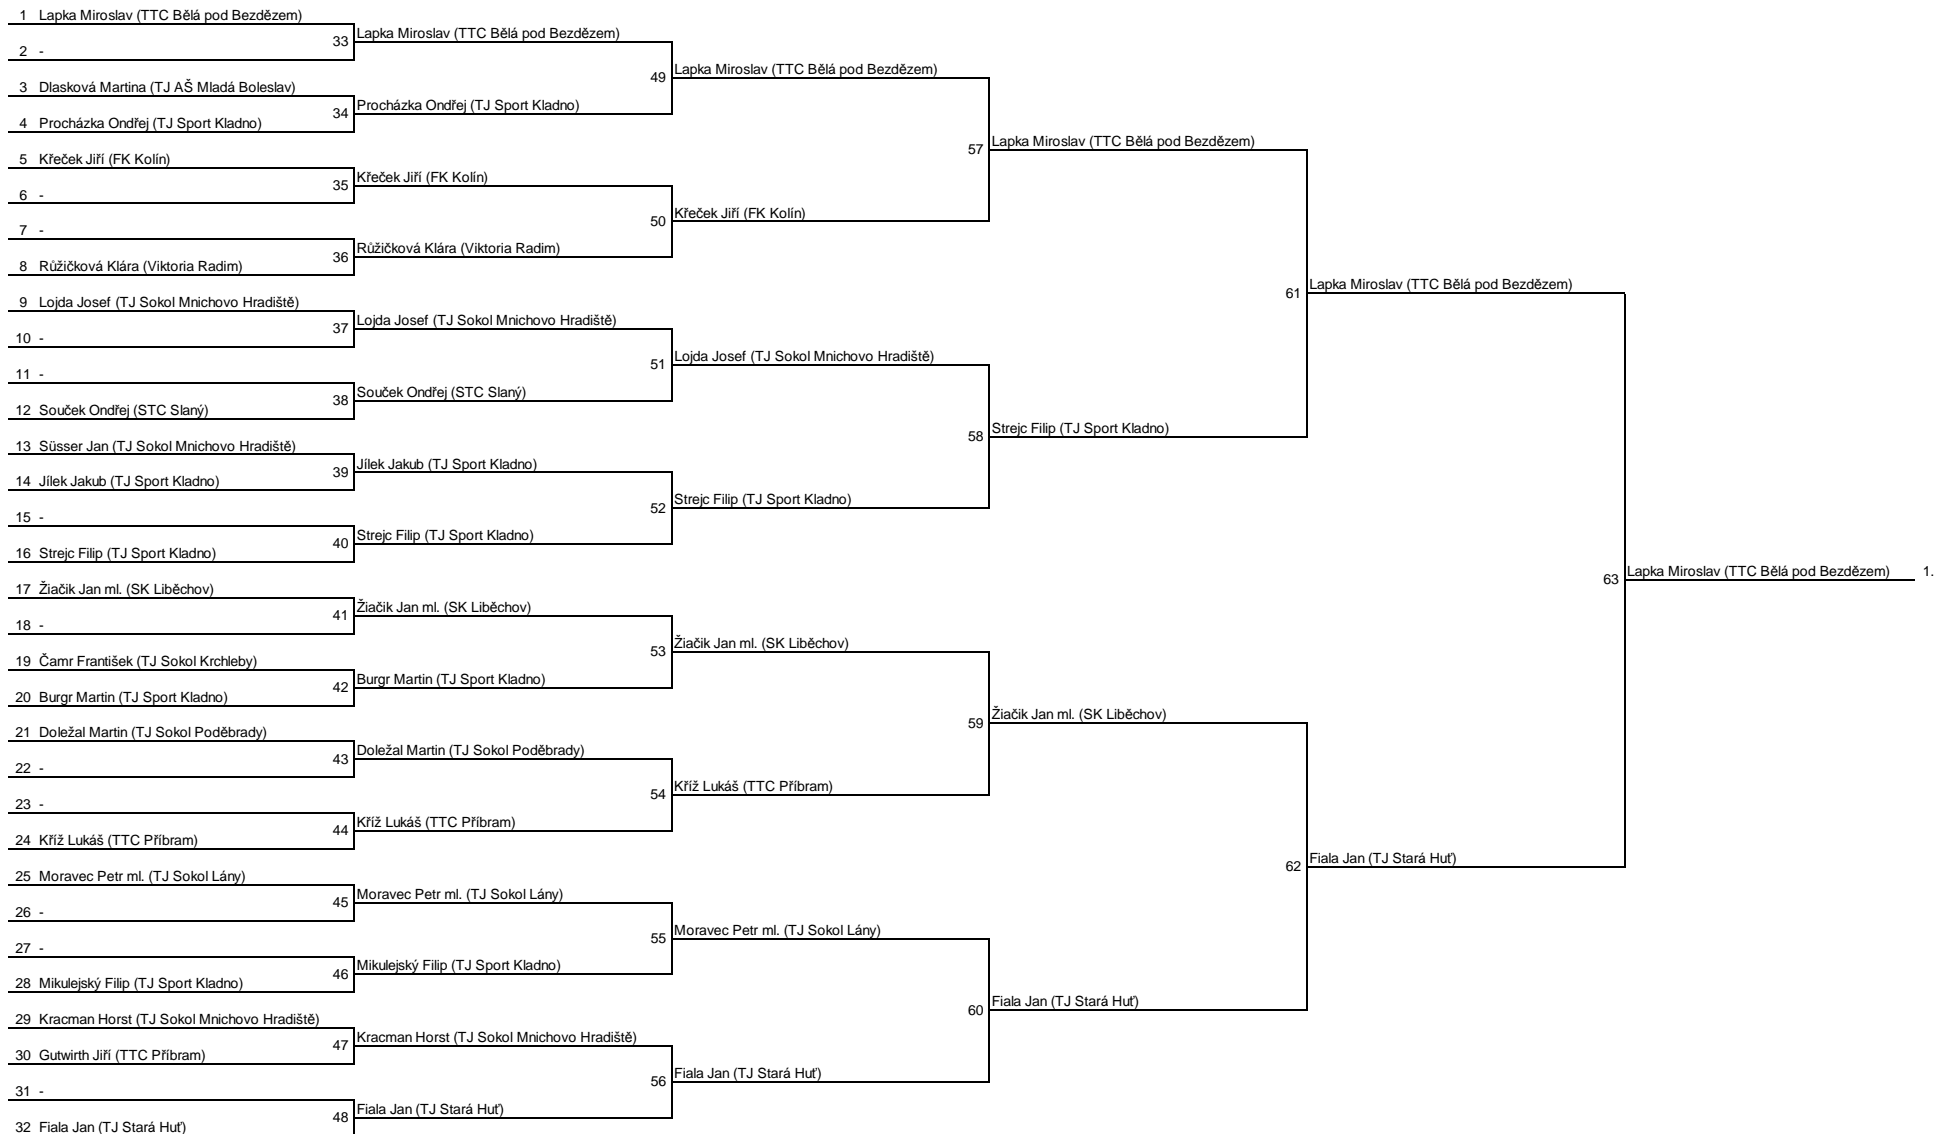 1 Lapka Miroslav (TTC Bělá pod Bezdězem)
33 Lapka Miroslav (TTC Bělá pod Bezdězem)
2 -
49 Lapka Miroslav (TTC Bělá pod Bezdězem)
3 Dlasková Martina (TJ AŠ Mladá Boleslav)
34 Procházka Ondřej (TJ Sport Kladno)
4 Procházka Ondřej (TJ Sport Kladno)
57 Lapka Miroslav (TTC Bělá pod Bezdězem)
5 Křeček Jiří (FK Kolín)
35 Křeček Jiří (FK Kolín)
6 -
50 Křeček Jiří (FK Kolín)
7 -
36 Růžičková Klára (Viktoria Radim)
8 Růžičková Klára (Viktoria Radim)
61 Lapka Miroslav (TTC Bělá pod Bezdězem)
9 Lojda Josef (TJ Sokol Mnichovo Hradiště)
37 Lojda Josef (TJ Sokol Mnichovo Hradiště)
10 -
51 Lojda Josef (TJ Sokol Mnichovo Hradiště)
11 -
38 Souček Ondřej (STC Slaný)
12 Souček Ondřej (STC Slaný)
58 Strejc Filip (TJ Sport Kladno)
13 Süsser Jan (TJ Sokol Mnichovo Hradiště)
39 Jílek Jakub (TJ Sport Kladno)
14 Jílek Jakub (TJ Sport Kladno)
52 Strejc Filip (TJ Sport Kladno)
15 -
40 Strejc Filip (TJ Sport Kladno)
16 Strejc Filip (TJ Sport Kladno)
63 Lapka Miroslav (TTC Bělá pod Bezdězem) 1.
17 Žiačik Jan ml. (SK Liběchov)
41 Žiačik Jan ml. (SK Liběchov)
18 -
53 Žiačik Jan ml. (SK Liběchov)
19 Čamr František (TJ Sokol Krchleby)
42 Burgr Martin (TJ Sport Kladno)
20 Burgr Martin (TJ Sport Kladno)
59 Žiačik Jan ml. (SK Liběchov)
21 Doležal Martin (TJ Sokol Poděbrady)
43 Doležal Martin (TJ Sokol Poděbrady)
22 -
54 Kříž Lukáš (TTC Příbram)
23 -
44 Kříž Lukáš (TTC Příbram)
24 Kříž Lukáš (TTC Příbram)
62 Fiala Jan (TJ Stará Huť)
25 Moravec Petr ml. (TJ Sokol Lány)
45 Moravec Petr ml. (TJ Sokol Lány)
26 -
55 Moravec Petr ml. (TJ Sokol Lány)
27 -
46 Mikulejský Filip (TJ Sport Kladno)
28 Mikulejský Filip (TJ Sport Kladno)
60 Fiala Jan (TJ Stará Huť)
29 Kracman Horst (TJ Sokol Mnichovo Hradiště)
47 Kracman Horst (TJ Sokol Mnichovo Hradiště)
30 Gutwirth Jiří (TTC Příbram)
56 Fiala Jan (TJ Stará Huť)
31 -
48 Fiala Jan (TJ Stará Huť)
32 Fiala Jan (TJ Stará Huť)